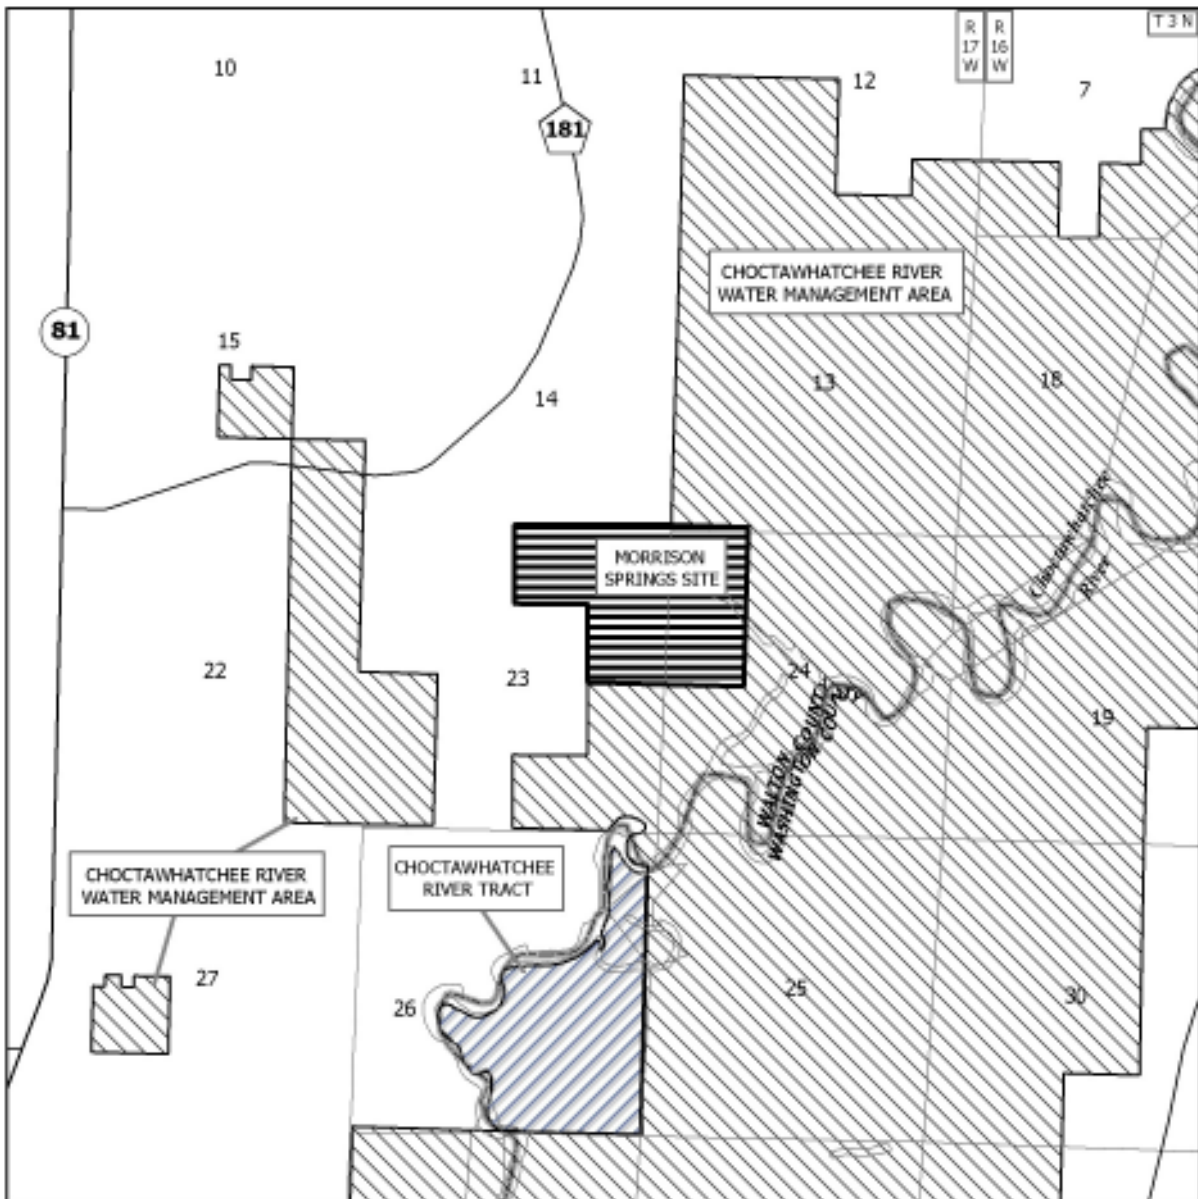 R
17
W
R
16
W
T 3 N
10
11
12
7
181
CHOCTAWHATCHEE RIVER
WATER MANAGEMENT AREA
81
15
14
13
18
Choctawhatchee
River
MORRISON
SPRINGS SITE
22
23
24
19
WALTON COUNTY
WASHINGTON COUNTY
CHOCTAWHATCHEE RIVER
WATER MANAGEMENT AREA
CHOCTAWHATCHEE
RIVER TRACT
27
26
25
30